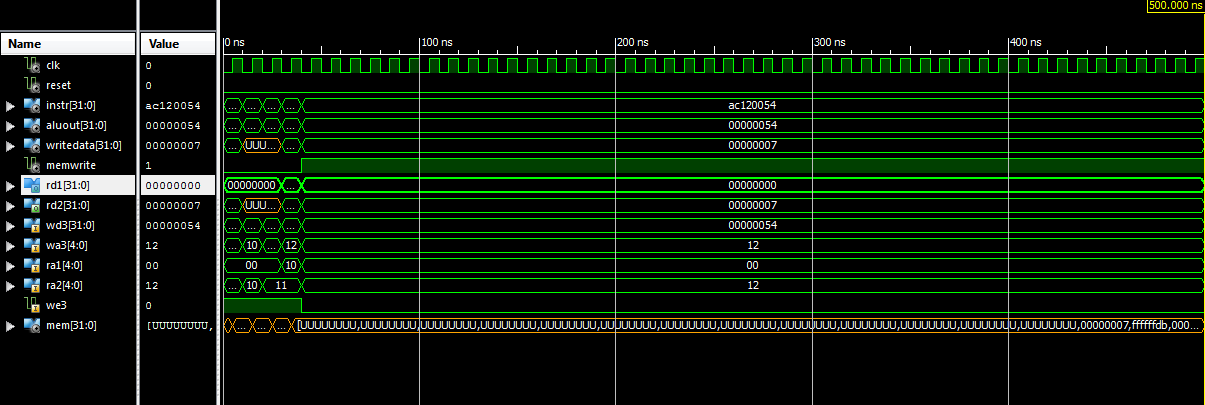 500.000 ns
Name Value 0 ns 100 ns 200 ns 300 ns 400 ns
clk 0
reset 0
instr[31:0] ac120054 ... ... ... ... ac120054
aluout[31:0] 00000054 ... ... ... ... 00000054
writedata[31:0] 00000007 ... UUU... ... 00000007
memwrite 1
rd1[31:0] 00000000 00000000 ... 00000000
rd2[31:0] 00000007 ... UUU... ... 00000007
wd3[31:0] 00000054 ... ... ... ... 00000054
wa3[4:0] 12 ... 10 ... 12 12
ra1[4:0] 00 00 10 00
ra2[4:0] 12 ... 10 11 12
we3 0
mem[31:0] [UUUUUUUU, ... ... ... [UUUUUUUU,UUUUUUUU,UUUUUUUU,UUUUUUUU,UUUUUUUU,UUUUUUUU,UUUUUUUU,UUUUUUUU,UUUUUUUU,UUUUUUUU,UUUUUUUU,UUUUUUUU,UUUUUUUU,00000007,ffffffdb,000...